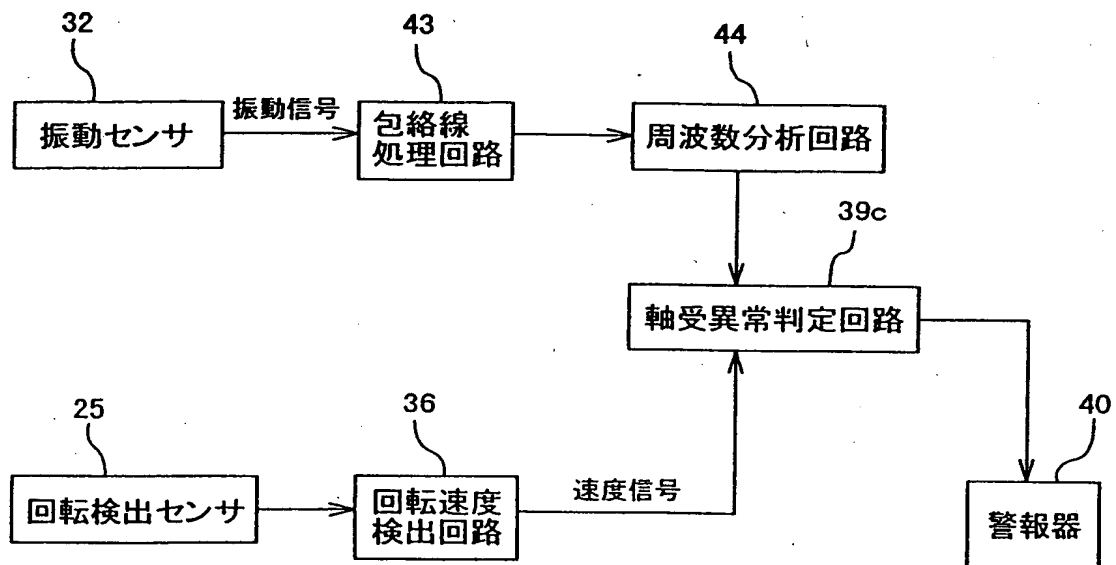 32
43
44
振動センサ
振動信号
包絡線
処理回路
周波数分析回路
39c
軸受異常判定回路
25
36
40
回転検出センサ
回転速度
検出回路
速度信号
警報器